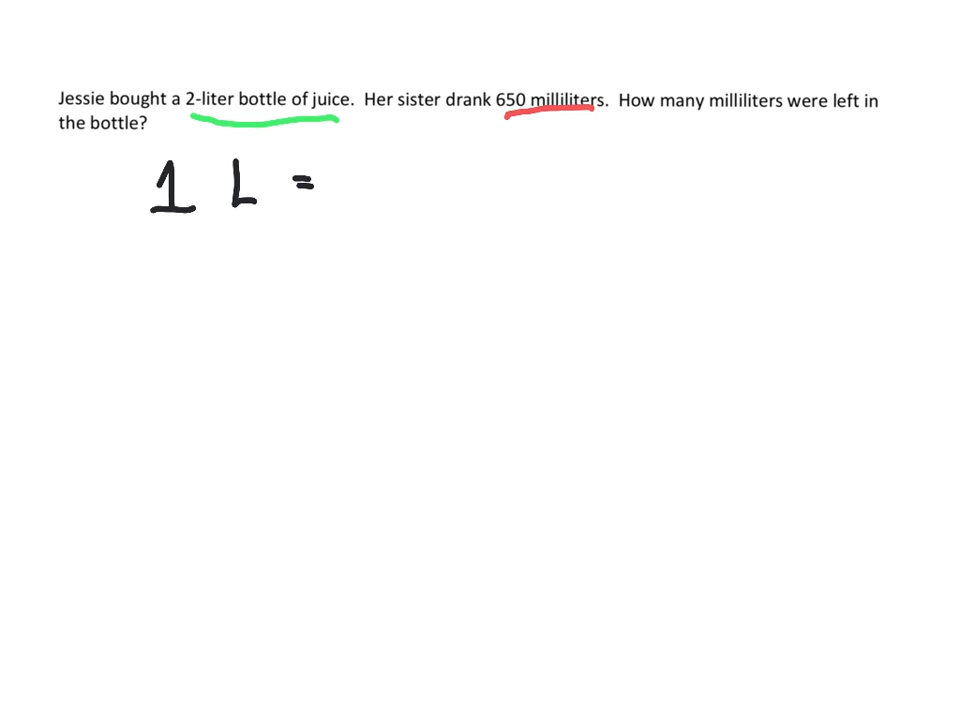 Jessie bought a 2-liter bottle of juice. Her sister drank 650 milliliters. How many milliliters were left in
the bottle?
1 L =